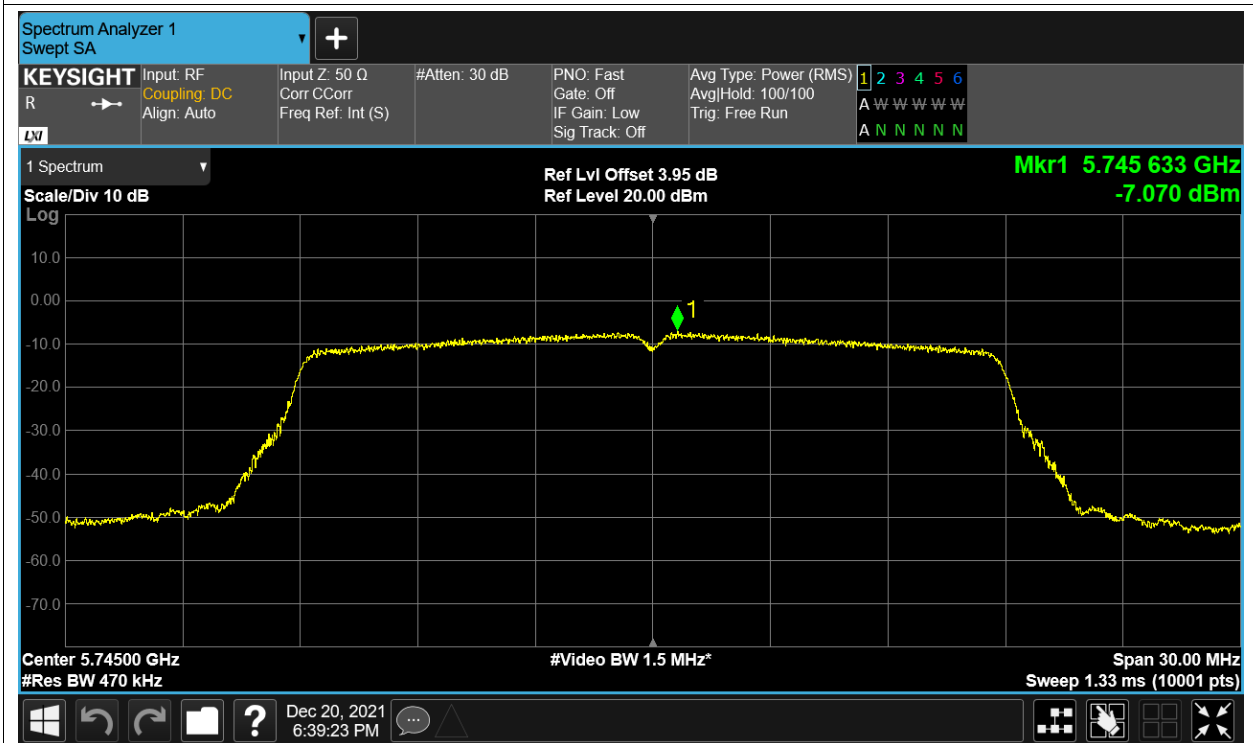 Spectrum Analyzer 1
Swept SA
KEYSIGHT
R
LXI
Input: RF
Coupling: DC
Align: Auto
Input Z: 50 Ω
Corr CCorr
Freq Ref: Int (S)
#Atten: 30 dB
PNO: Fast
Gate: Off
IF Gain: Low
Sig Track: Off
Avg Type: Power (RMS)
Avg|Hold: 100/100
Trig: Free Run
1 2 3 4 5 6
A W W W W W
A N N N N N
1 Spectrum
Scale/Div 10 dB
Log
Ref Lvl Offset 3.95 dB
Ref Level 20.00 dBm
Mkr1 5.745 633 GHz
-7.070 dBm
10.0
0.00
1
-10.0
-20.0
-30.0
-40.0
-50.0
-60.0
-70.0
Center 5.74500 GHz
#Video BW 1.5 MHz*
Span 30.00 MHz
#Res BW 470 kHz
Sweep 1.33 ms (10001 pts)
?
Dec 20, 2021
6:39:23 PM